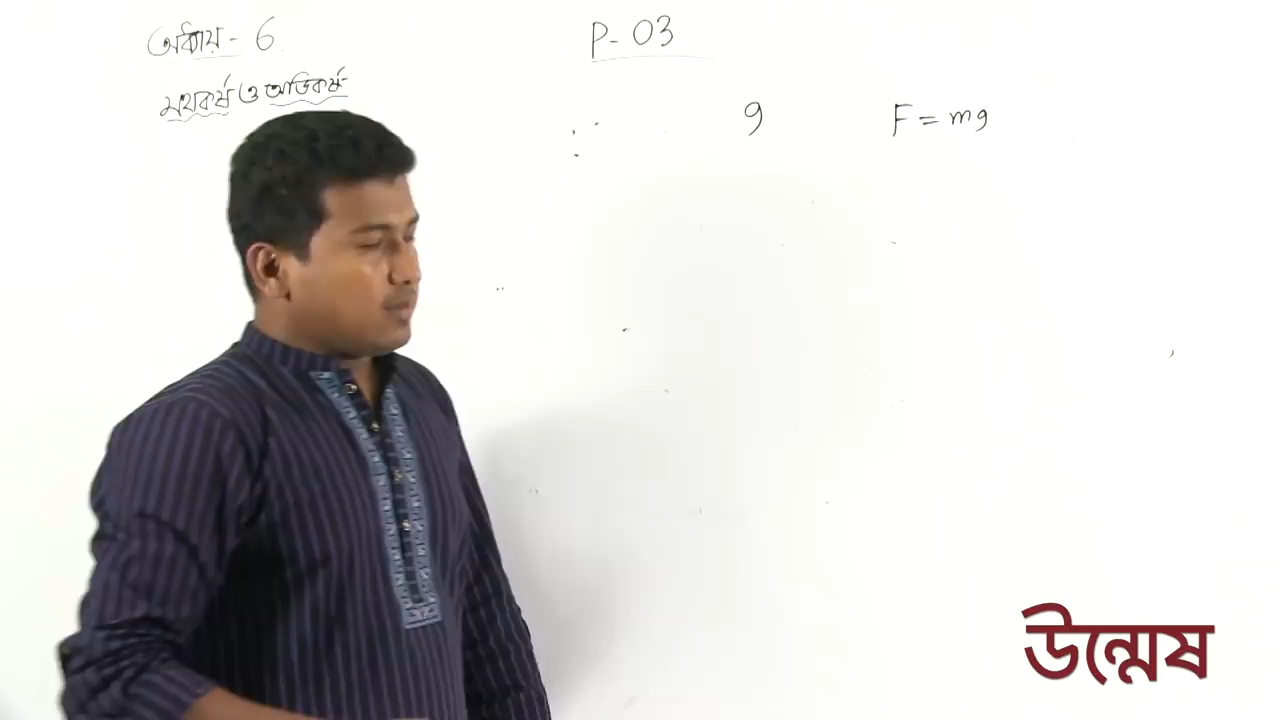 অধ্যায় - 6
মহাকর্ষ ও অভিকর্ষ
P- 03
g
F = mg
উন্মেষ